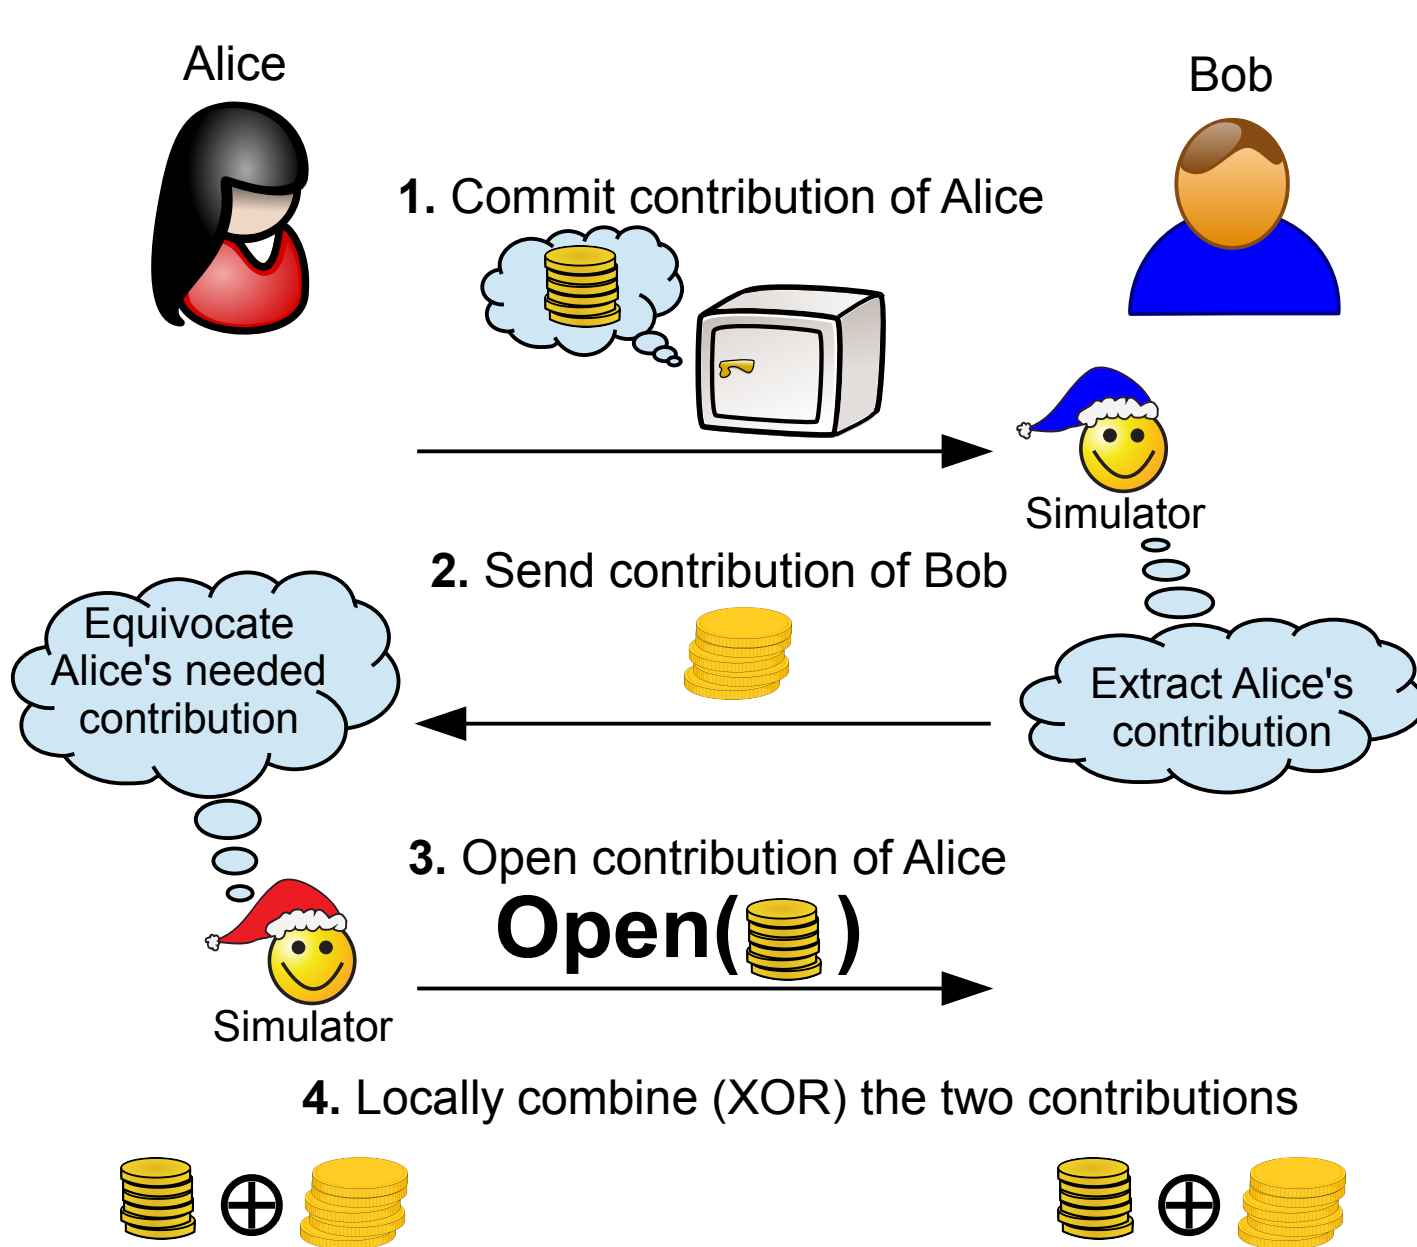 Alice
Bob
1. Commit contribution of Alice
Simulator
2. Send contribution of Bob
Equivocate
Alice's needed
contribution
Extract Alice's
contribution
3. Open contribution of Alice
Open( )
Simulator
4. Locally combine (XOR) the two contributions